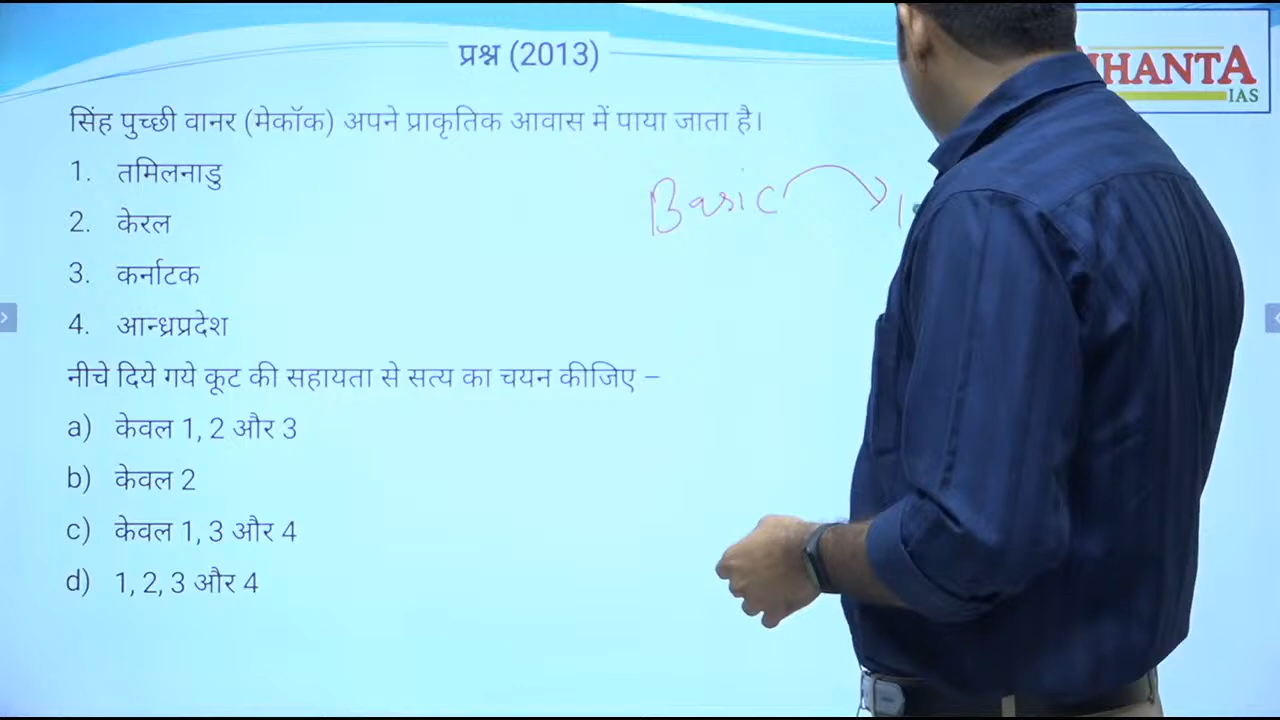 प्रश्न (2013)
IAS
सिंह पुच्छी वानर (मेकॉक) अपने प्राकृतिक आवास में पाया जाता है।
1. तमिलनाडु
2. केरल
3. कर्नाटक
4. आन्ध्रप्रदेश
Basic
नीचे दिये गये कूट की सहायता से सत्य का चयन कीजिए –
a) केवल 1, 2 और 3
b) केवल 2
c) केवल 1, 3 और 4
d) 1, 2, 3 और 4